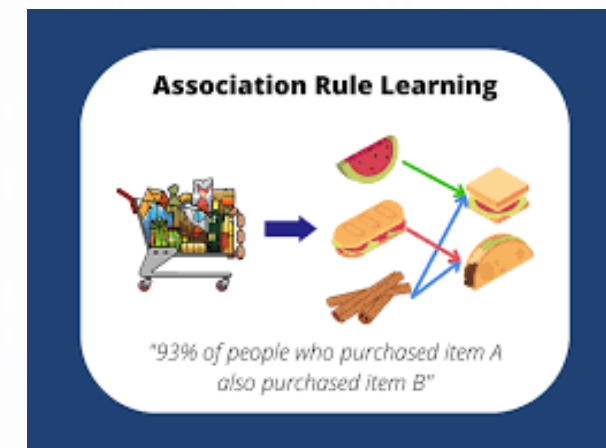 Association Rule Learning
"93% of people who purchased item A
also purchased item B"